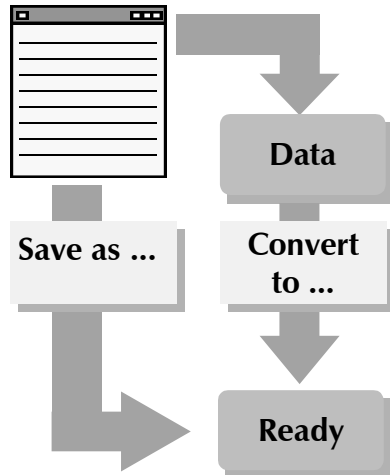 Data
Save as ...
Convert
to ...
Ready